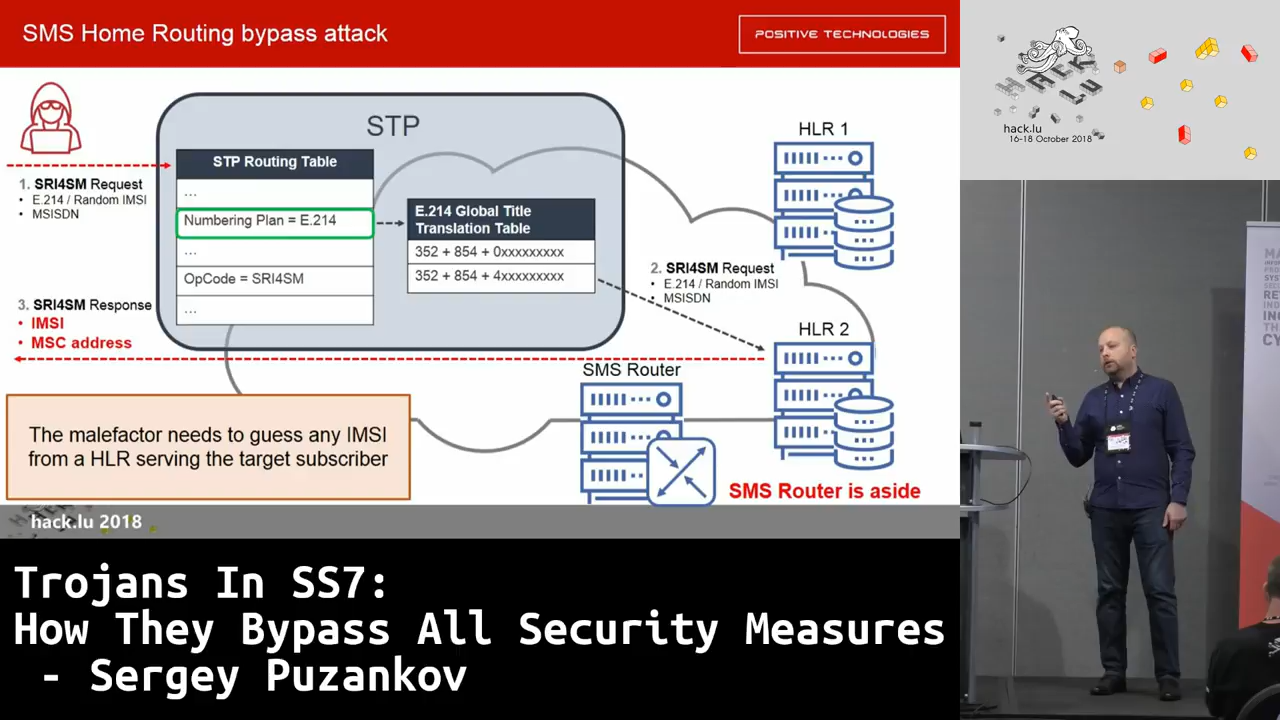 SMS Home Routing bypass attack
POSITIVE TECHNOLOGIES
STP
STP Routing Table
...
Numbering Plan = E.214
...
OpCode = SRI4SM
...
E.214 Global Title
Translation Table
352 + 854 + 0xxxxxxxxx
352 + 854 + 4xxxxxxxxx
1. SRI4SM Request
• E.214 / Random IMSI
• MSISDN
2. SRI4SM Request
• E.214 / Random IMSI
• MSISDN
3. SRI4SM Response
• IMSI
• MSC address
HLR 1
HLR 2
SMS Router
The malefactor needs to guess any IMSI
from a HLR serving the target subscriber
SMS Router is aside
hack.lu 2018
HACK
LU
hack.lu
16-18 October 2018
Trojans In SS7:
How They Bypass All Security Measures
- Sergey Puzankov